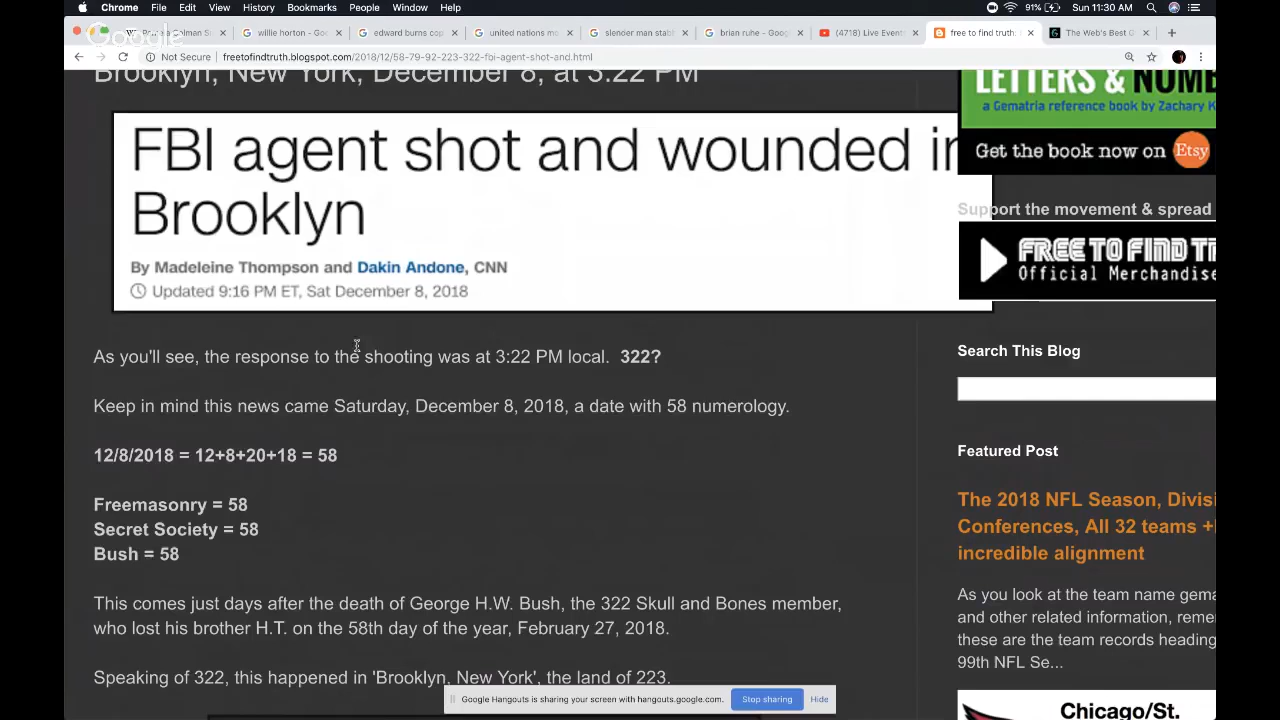 Chrome File Edit View History Bookmarks People Window Help 91% Sun 11:30 AM
willie horton - Go edward burns cop united nations m slender man stabb brian ruhe - Goog (4718) Live Event free to find truth: The Web's Best G
Google
Not Secure freetofindtruth.blogspot.com/2018/12/58-79-92-223-322-fbi-agent-shot-and.html
Brooklyn, New York, December 8, at 3:22 PM
FBI agent shot and wounded in
Brooklyn
By Madeleine Thompson and Dakin Andone, CNN
Updated 9:16 PM ET, Sat December 8, 2018
As you'll see, the response to the shooting was at 3:22 PM local. 322?
Keep in mind this news came Saturday, December 8, 2018, a date with 58 numerology.
12/8/2018 = 12+8+20+18 = 58
Freemasonry = 58
Secret Society = 58
Bush = 58
This comes just days after the death of George H.W. Bush, the 322 Skull and Bones member,
who lost his brother H.T. on the 58th day of the year, February 27, 2018.
Speaking of 322, this happened in 'Brooklyn, New York', the land of 223.
LETTERS & NUM
a Gematria reference book by Zachary K
Get the book now on Etsy
Support the movement & spread
FREE TO FIND T
Official Merchandise
Search This Blog
Featured Post
The 2018 NFL Season, Divisi
Conferences, All 32 teams +
incredible alignment
As you look at the team name gema
and other related information, reme
these are the team records heading
99th NFL Se...
Chicago/St.
Google Hangouts is sharing your screen with hangouts.google.com. Stop sharing Hide